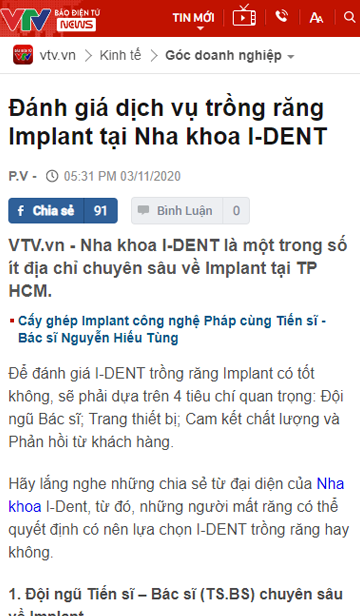 VTV BÁO ĐIỆN TỬ
NEWS
TIN MỚI
vtv.vn > Kinh tế > Góc doanh nghiệp
Đánh giá dịch vụ trồng răng
Implant tại Nha khoa I-DENT
P.V - 05:31 PM 03/11/2020
Chia sẻ 91 Bình Luận 0
VTV.vn - Nha khoa I-DENT là một trong số
ít địa chỉ chuyên sâu về Implant tại TP
HCM.
Cấy ghép Implant công nghệ Pháp cùng Tiến sĩ -
Bác sĩ Nguyễn Hiếu Tùng
Để đánh giá I-DENT trồng răng Implant có tốt
không, sẽ phải dựa trên 4 tiêu chí quan trọng: Đội
ngũ Bác sĩ; Trang thiết bị; Cam kết chất lượng và
Phản hồi từ khách hàng.
Hãy lắng nghe những chia sẻ từ đại diện của Nha
khoa I-Dent, từ đó, những người mất răng có thể
quyết định có nên lựa chọn I-DENT trồng răng hay
không.
1. Đội ngũ Tiến sĩ – Bác sĩ (TS.BS) chuyên sâu
về Implant